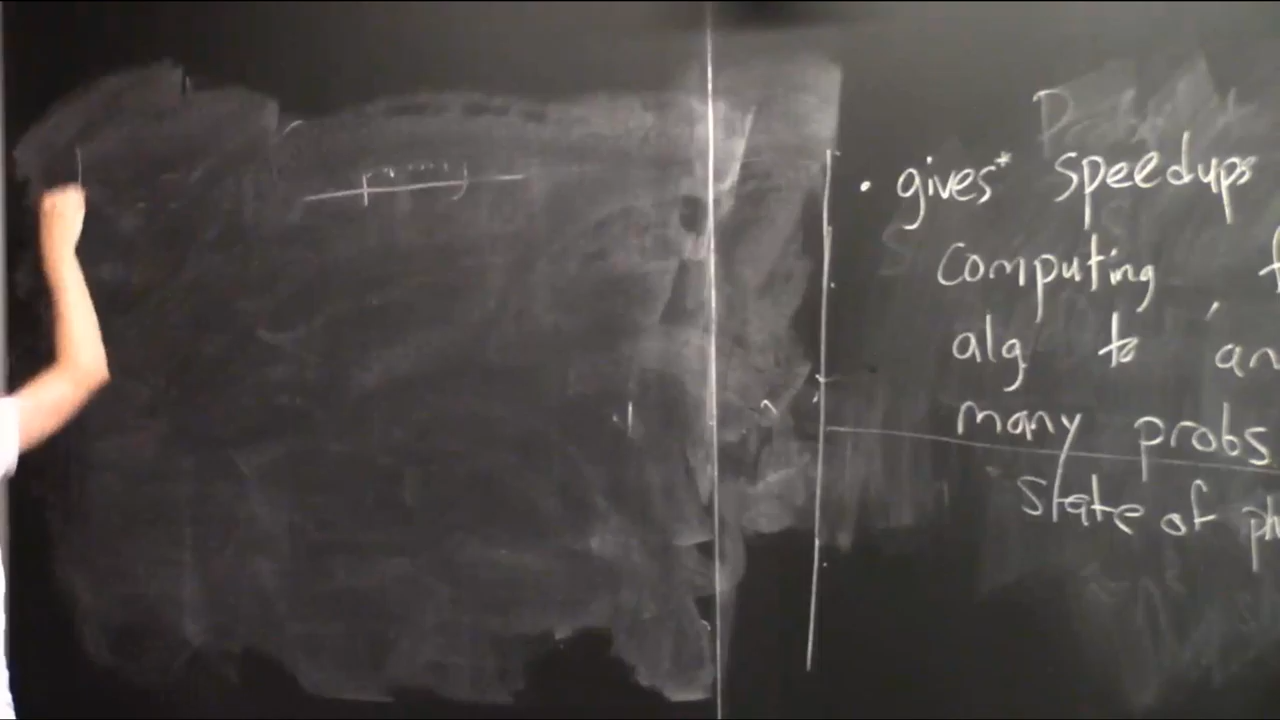 • gives* speedups
computing
alg to an
many probs
state of ph